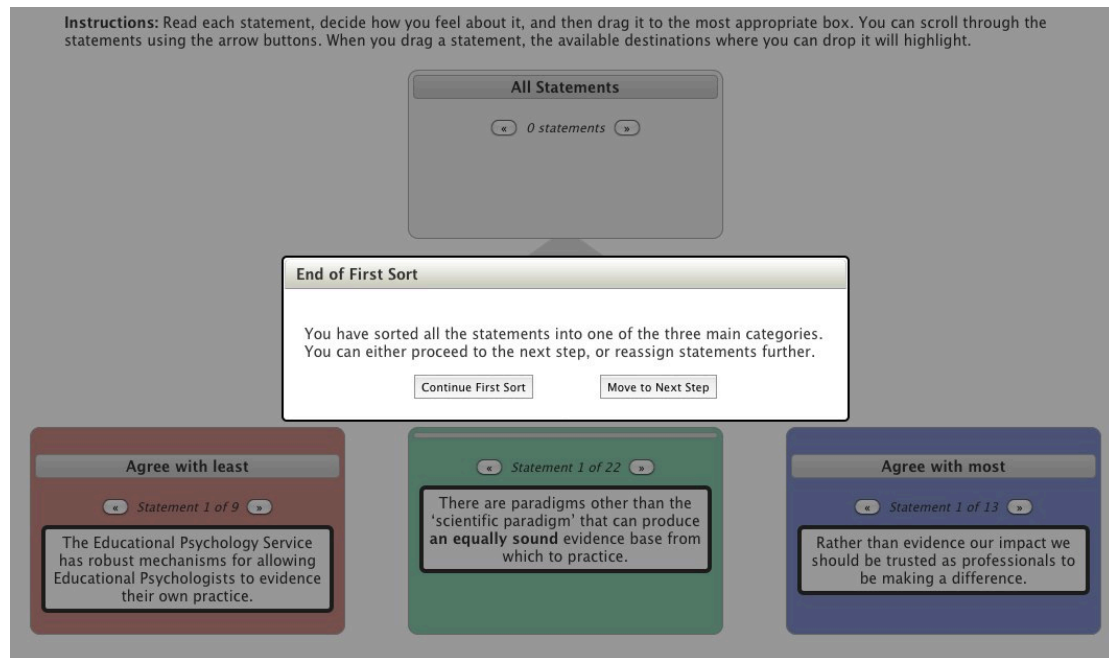 Instructions: Read each statement, decide how you feel about it, and then drag it to the most appropriate box. You can scroll through the
statements using the arrow buttons. When you drag a statement, the available destinations where you can drop it will highlight.
All Statements
« 0 statements »
End of First Sort
You have sorted all the statements into one of the three main categories.
You can either proceed to the next step, or reassign statements further.
Continue First Sort
Move to Next Step
Agree with least
« Statement 1 of 9 »
The Educational Psychology Service
has robust mechanisms for allowing
Educational Psychologists to evidence
their own practice.
« Statement 1 of 22 »
There are paradigms other than the
‘scientific paradigm’ that can produce
an equally sound evidence base from
which to practice.
Agree with most
« Statement 1 of 13 »
Rather than evidence our impact we
should be trusted as professionals to
be making a difference.